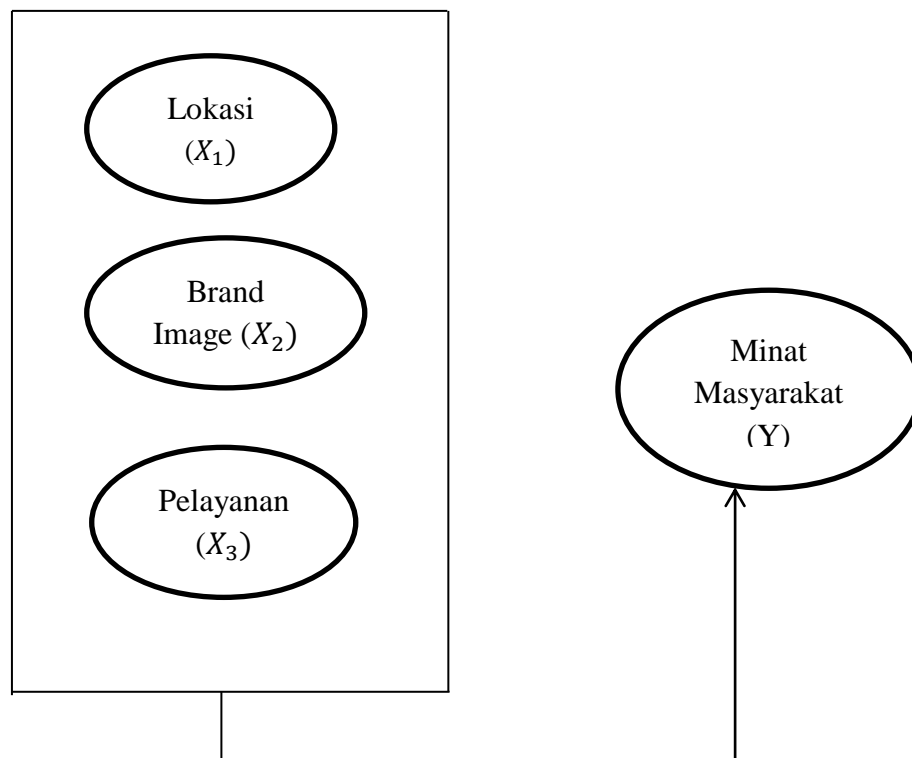 Lokasi
(𝑋₁)
Brand
Image (𝑋₂)
Pelayanan
(𝑋₃)
Minat
Masyarakat
(Y)